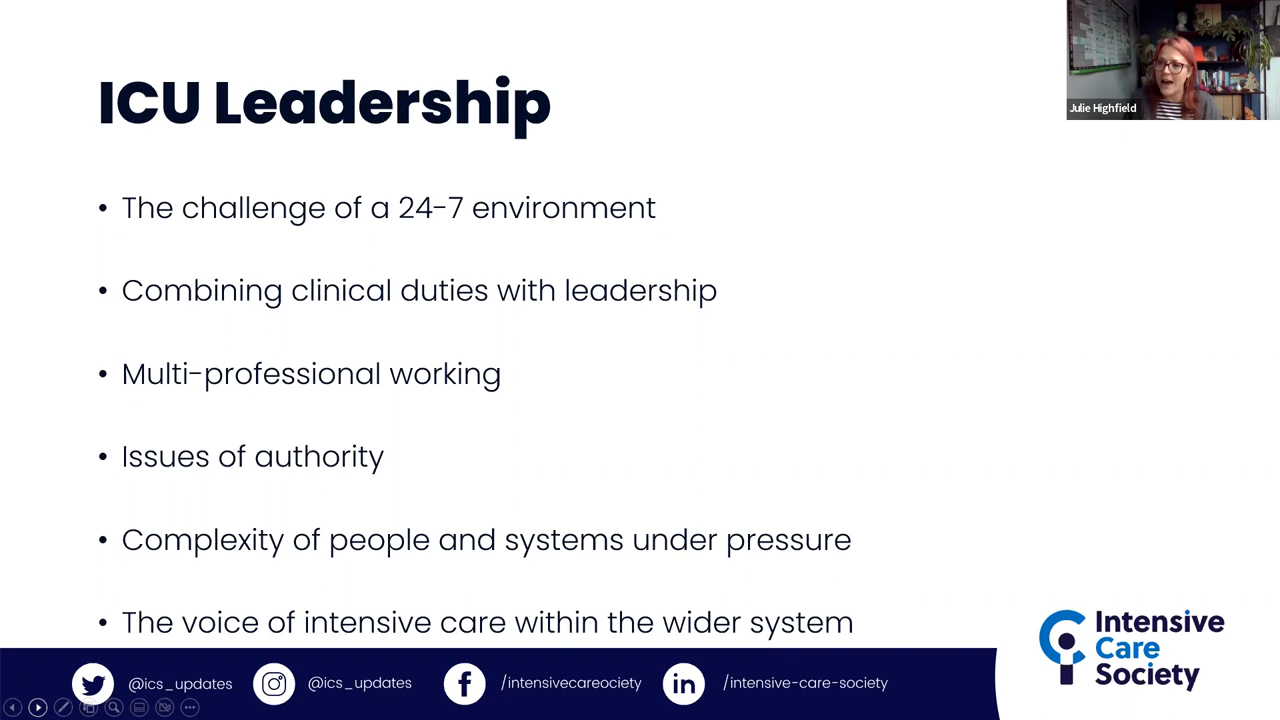 ICU Leadership
Julie Highfield
• The challenge of a 24-7 environment
• Combining clinical duties with leadership
• Multi-professional working
• Issues of authority
• Complexity of people and systems under pressure
• The voice of intensive care within the wider system
Intensive
Care
Society
@ics_updates
@ics_updates
/intensivecareociety
/intensive-care-society